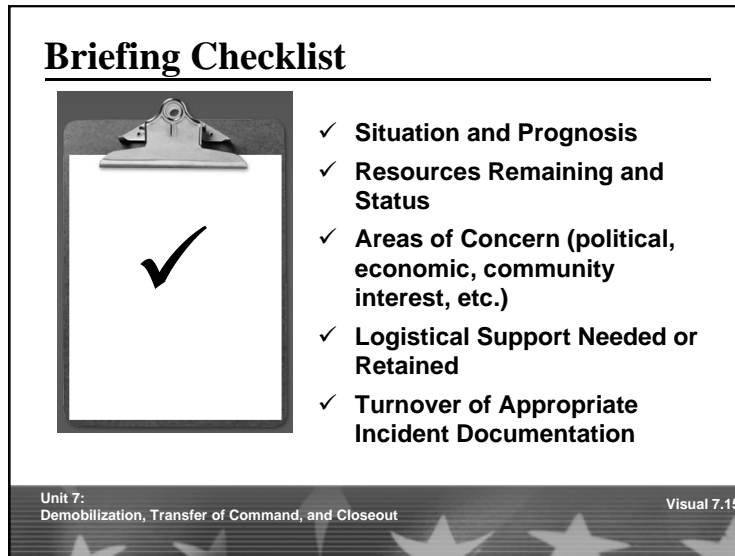 Briefing Checklist
✓ Situation and Prognosis
✓ Resources Remaining and
Status
✓ Areas of Concern (political,
economic, community
interest, etc.)
✓ Logistical Support Needed or
Retained
✓ Turnover of Appropriate
Incident Documentation
Unit 7:
Demobilization, Transfer of Command, and Closeout
Visual 7.15